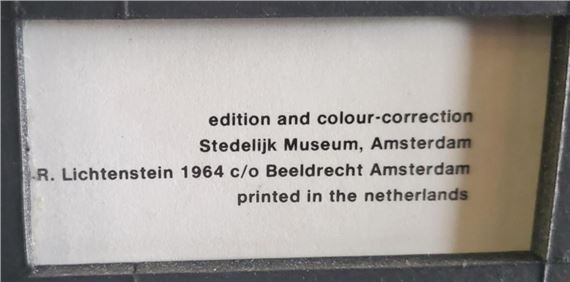 edition and colour-correction
Stedelijk Museum, Amsterdam
R. Lichtenstein 1964 c/o Beeldrecht Amsterdam
printed in the netherlands